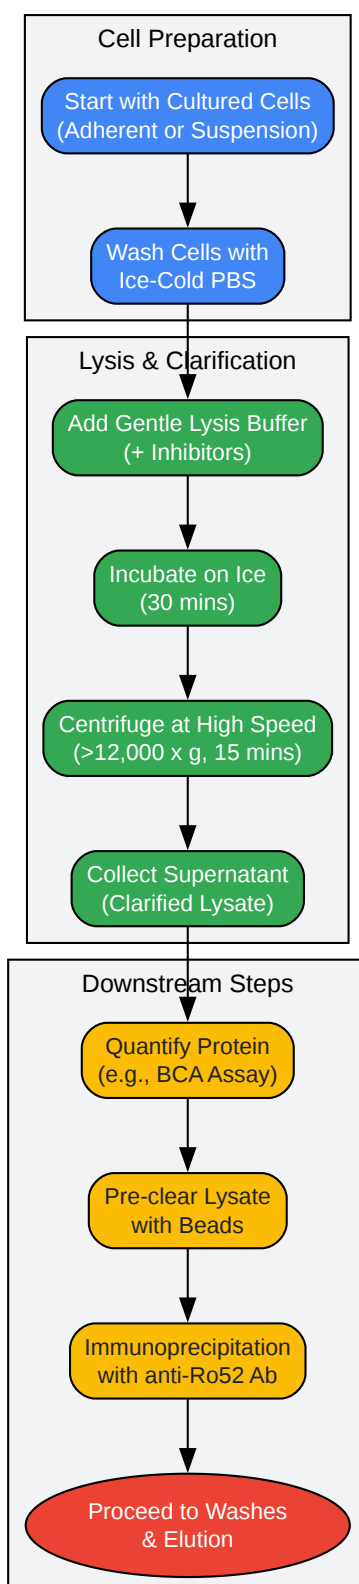 Cell Preparation
Start with Cultured Cells
(Adherent or Suspension)
Wash Cells with
Ice-Cold PBS
Lysis & Clarification
Add Gentle Lysis Buffer
(+ Inhibitors)
Incubate on Ice
(30 mins)
Centrifuge at High Speed
(>12,000 x g, 15 mins)
Collect Supernatant
(Clarified Lysate)
Downstream Steps
Quantify Protein
(e.g., BCA Assay)
Pre-clear Lysate
with Beads
Immunoprecipitation
with anti-Ro52 Ab
Proceed to Washes
& Elution